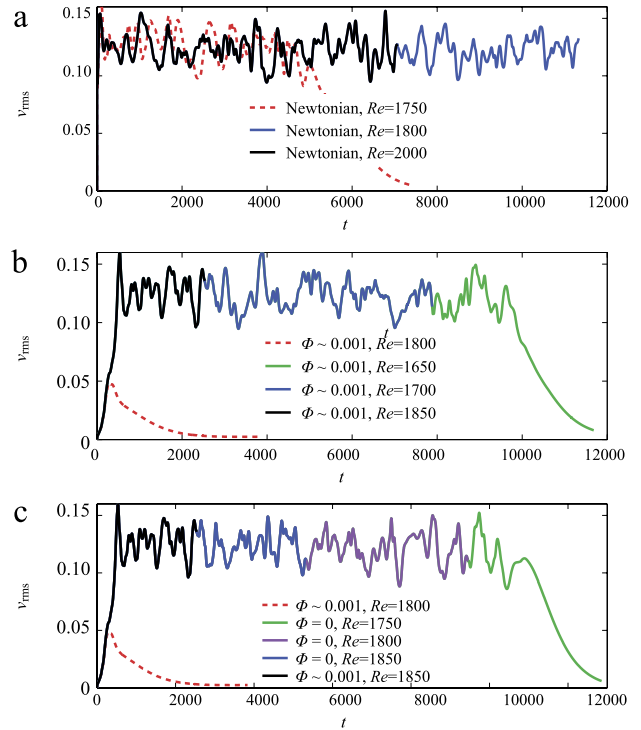 a
0.15
0.10
0.05
0
v_rms
Newtonian, Re=1750
Newtonian, Re=1800
Newtonian, Re=2000
2000
4000
6000
8000
10000
12000
t
b
0.15
0.10
0.05
0
v_rms
t
Φ ~ 0.001, Re=1800
Φ ~ 0.001, Re=1650
Φ ~ 0.001, Re=1700
Φ ~ 0.001, Re=1850
0
2000
4000
6000
8000
10000
12000
t
c
0.15
0.10
0.05
0
v_rms
Φ ~ 0.001, Re=1800
Φ = 0, Re=1750
Φ = 0, Re=1800
Φ = 0, Re=1850
Φ ~ 0.001, Re=1850
0
2000
4000
6000
8000
10000
12000
t